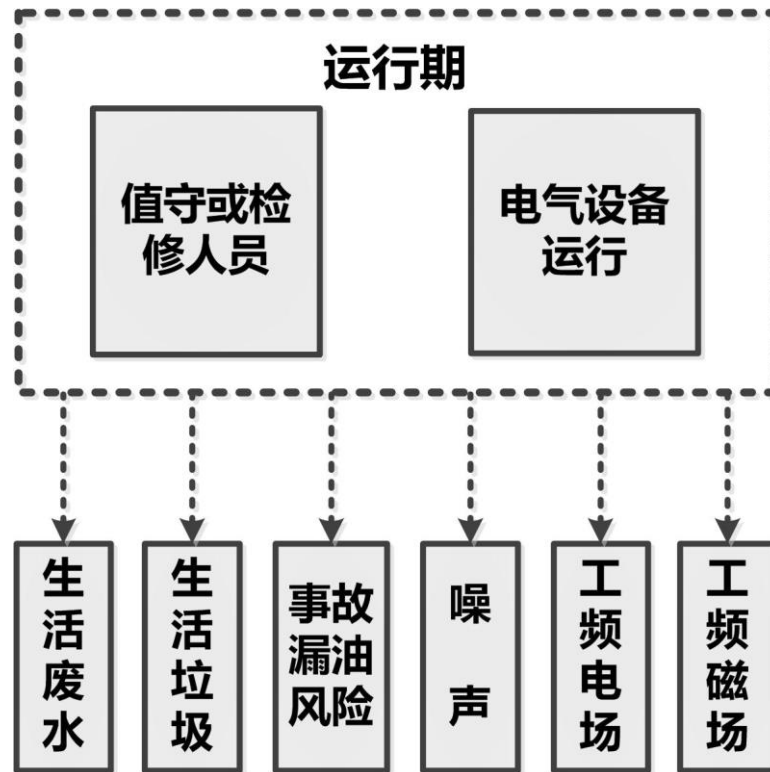 运行期
值守或检
修人员
电气设备
运行
生活废水
生活垃圾
事故
漏油
风险
噪声
工频电场
工频磁场